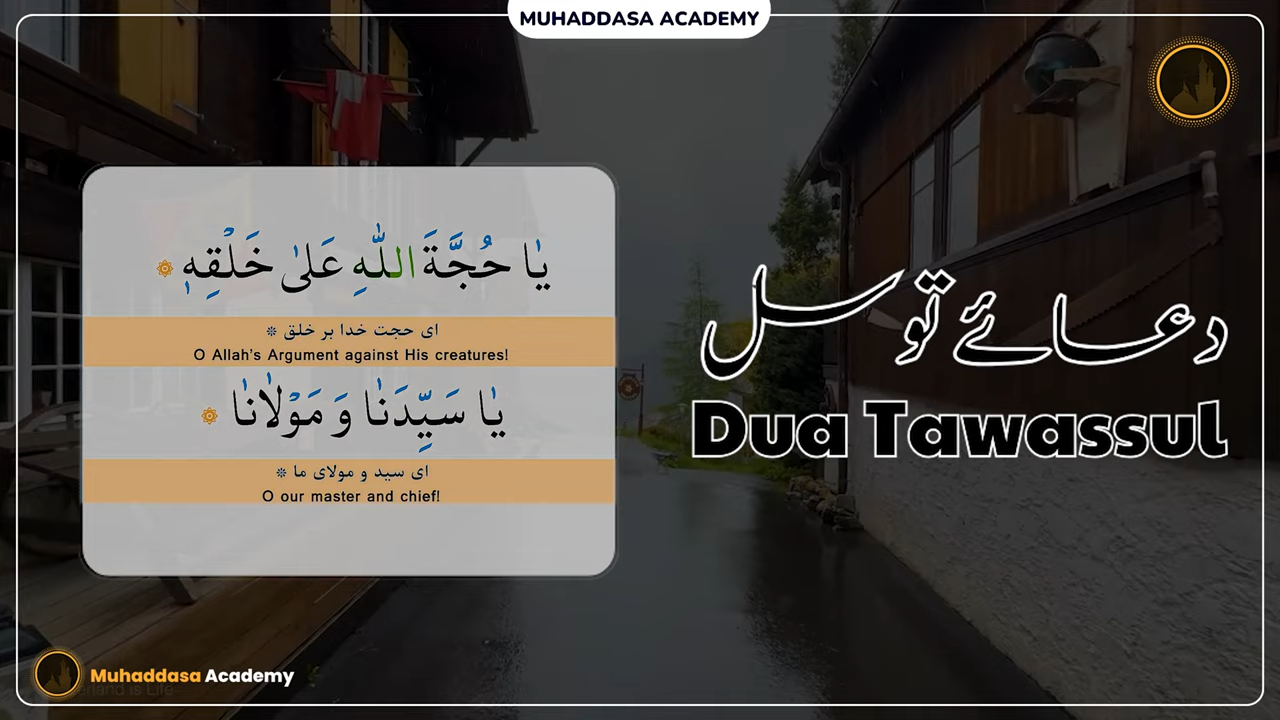 MUHADDASA ACADEMY
يٰا حُجَّةَ اللّٰهِ عَلىٰ خَلْقِهٖ ۞
ای حجت خدا بر خلق ❊
O Allah's Argument against His creatures!
يٰا سَيِّدَنٰا وَ مَوْلٰانٰا ۞
ای سید و مولای ما ❊
O our master and chief!
دعائے توسل
Dua Tawassul
Muhaddasa Academy